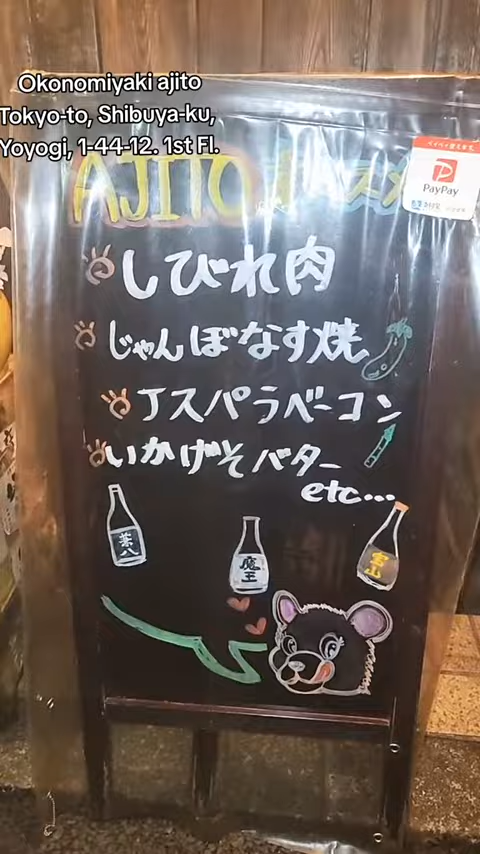 Okonomiyaki ajito
Tokyo-to, Shibuya-ku,
Yoyogi, 1-44-12. 1st Fl.
AJITO
PayPay
しびれ肉
じゃんぼなす焼
アスパラベーコン
いかげそバター
etc...
魔王
富山